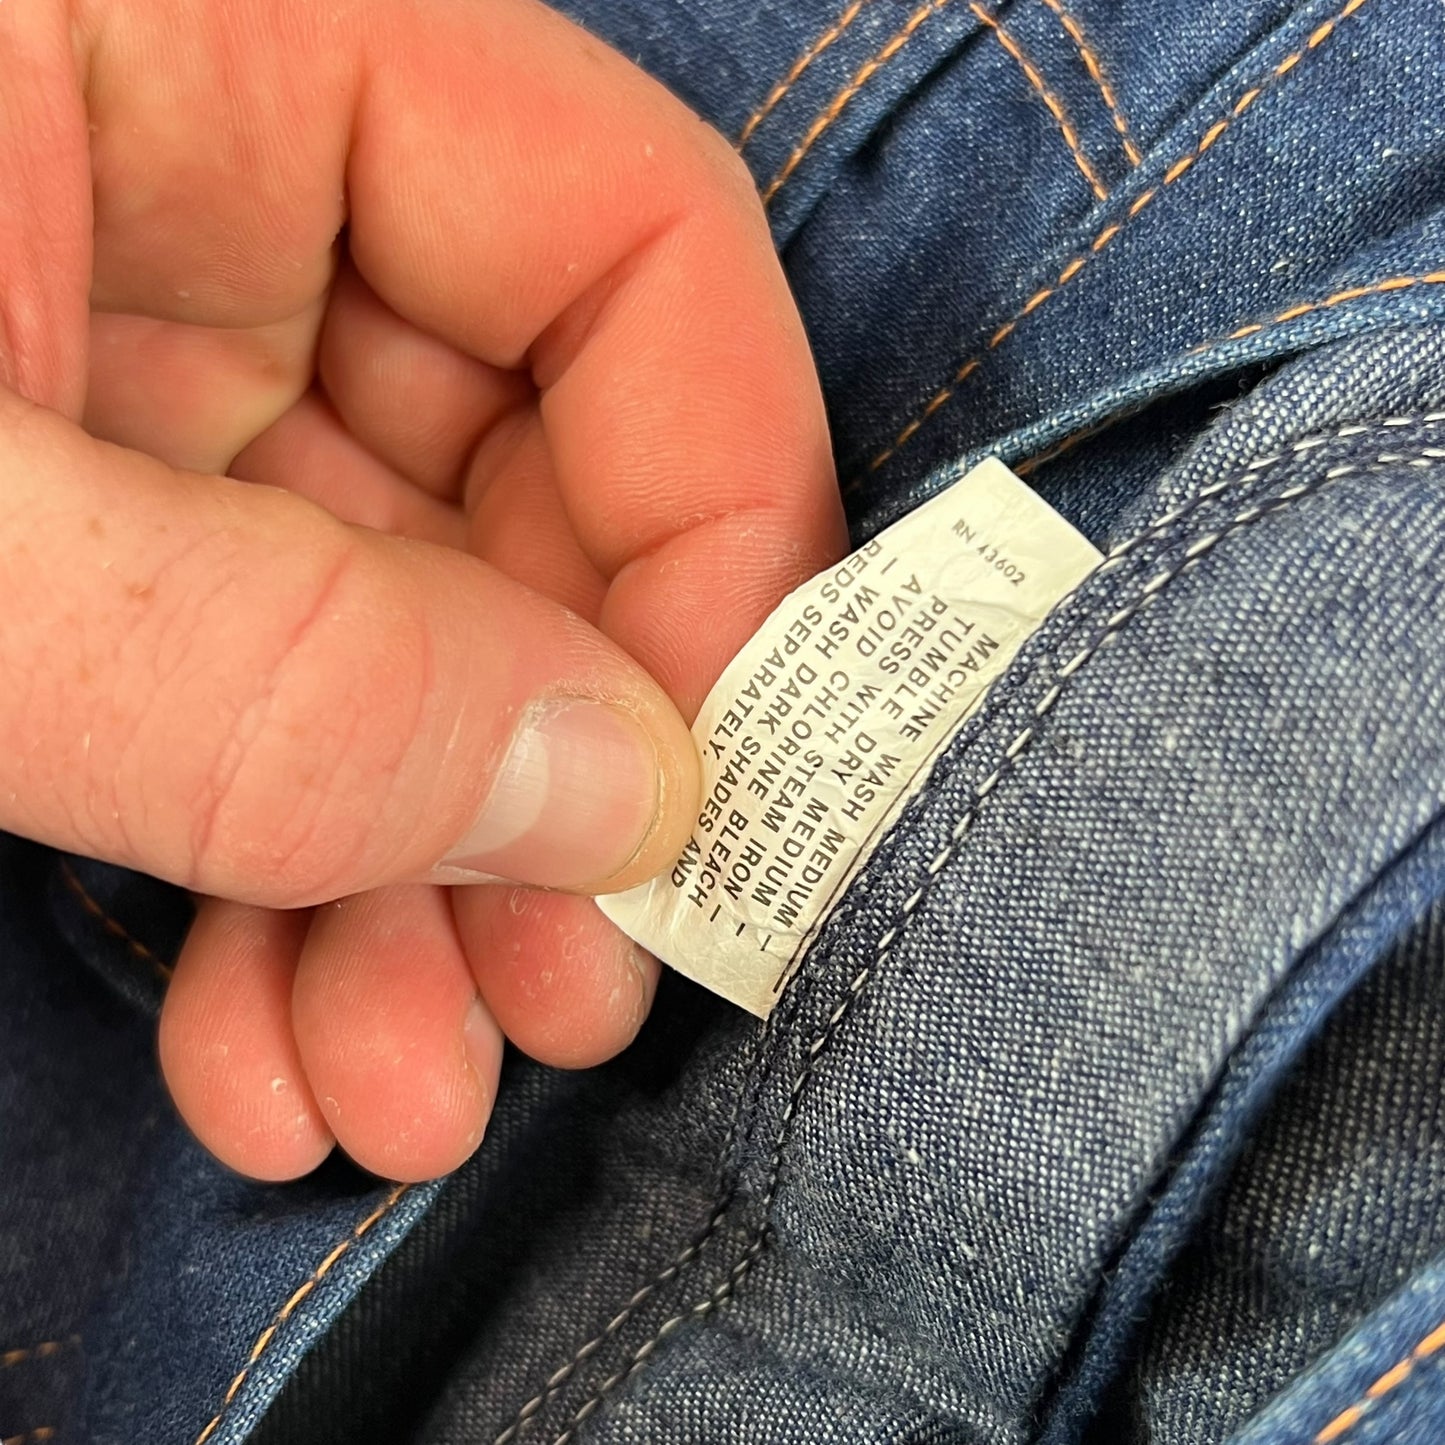 RN 43602
MACHINE WASH MEDIUM —
TUMBLE DRY MEDIUM —
PRESS WITH STEAM IRON —
AVOID CHLORINE BLEACH
— WASH DARK SHADES AND
REDS SEPARATELY.